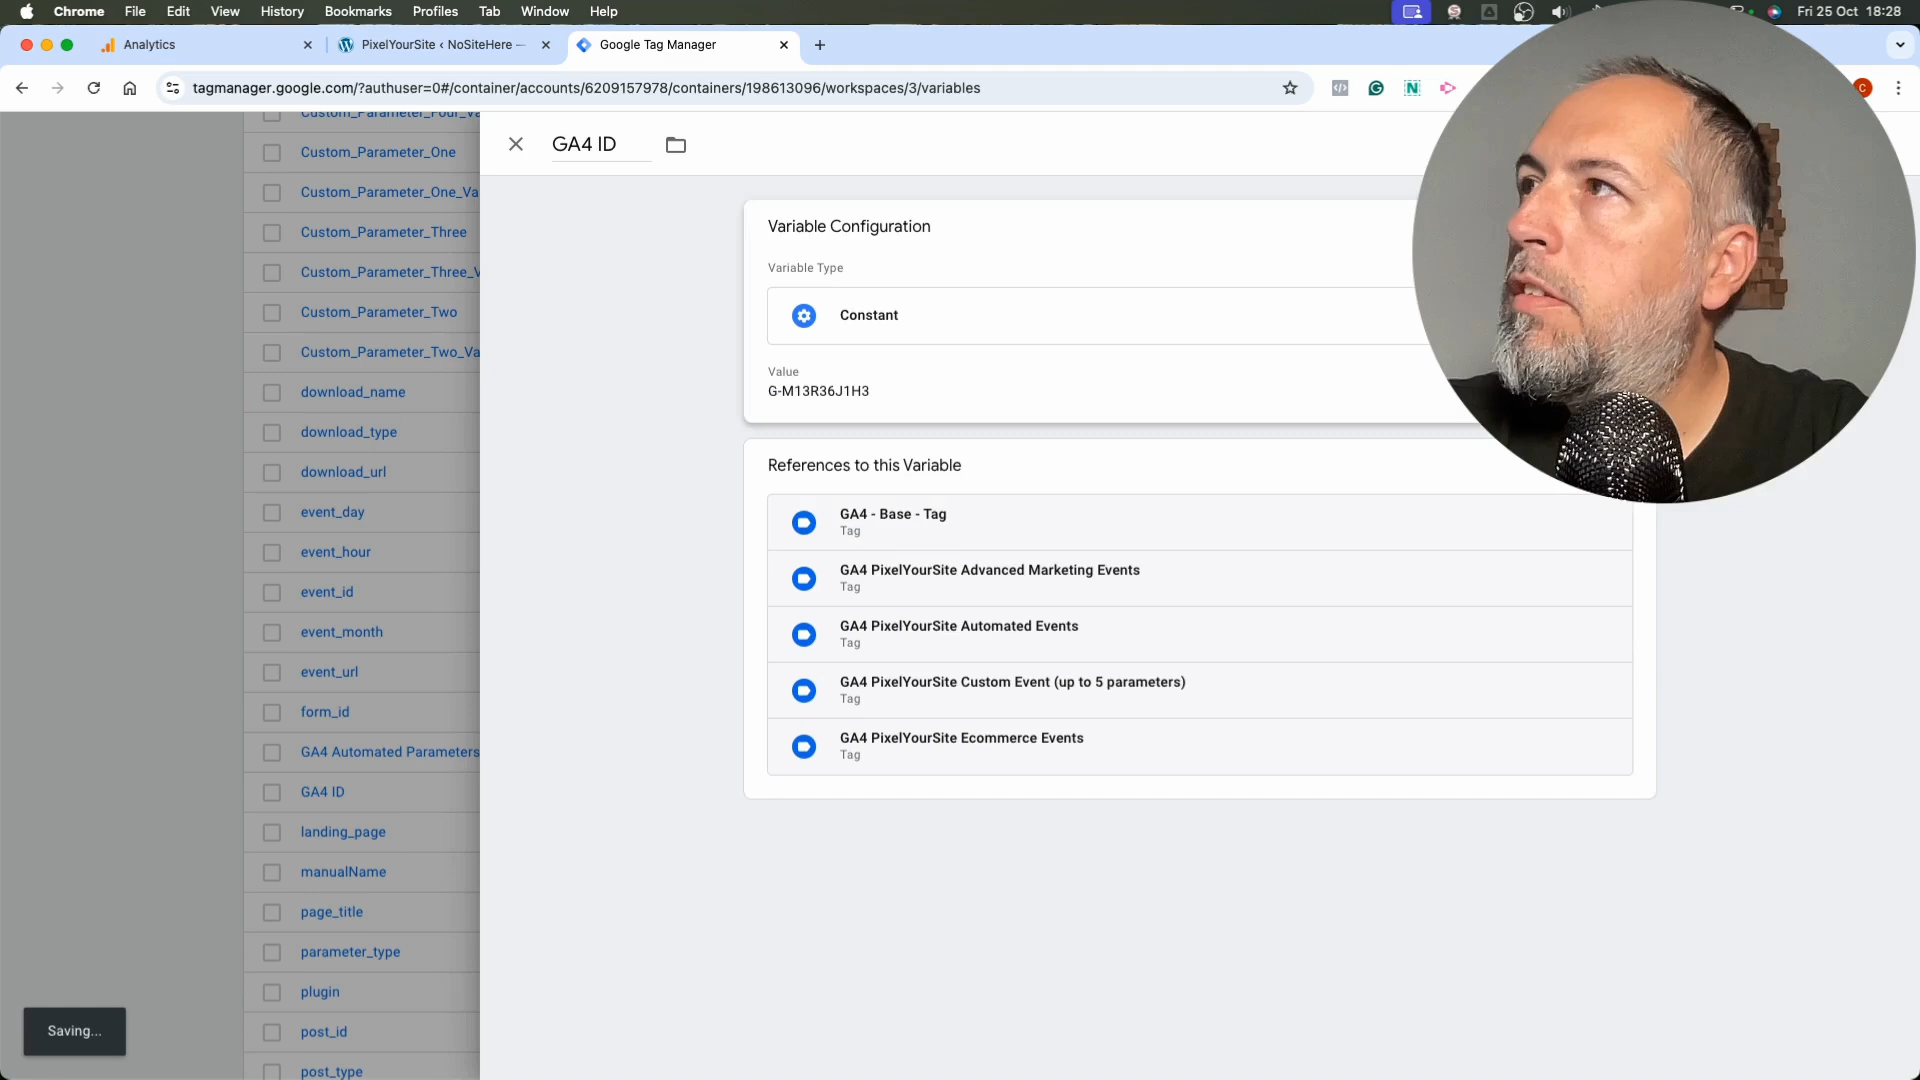 Chrome File Edit View History Bookmarks Profiles Tab Window Help
Fri 25 Oct 18:28
Analytics
PixelYourSite ‹ NoSiteHere —
Google Tag Manager
tagmanager.google.com/?authuser=0#/container/accounts/6209157978/containers/198613096/workspaces/3/variables
Custom_Parameter_Four_Va
Custom_Parameter_One
Custom_Parameter_One_Va
Custom_Parameter_Three
Custom_Parameter_Three_V
Custom_Parameter_Two
Custom_Parameter_Two_Va
download_name
download_type
download_url
event_day
event_hour
event_id
event_month
event_url
form_id
GA4 Automated Parameters
GA4 ID
landing_page
manualName
page_title
parameter_type
plugin
post_id
post_type
Saving...
GA4 ID
Variable Configuration
Variable Type
Constant
Value
G-M13R36J1H3
References to this Variable
GA4 - Base - Tag
Tag
GA4 PixelYourSite Advanced Marketing Events
Tag
GA4 PixelYourSite Automated Events
Tag
GA4 PixelYourSite Custom Event (up to 5 parameters)
Tag
GA4 PixelYourSite Ecommerce Events
Tag